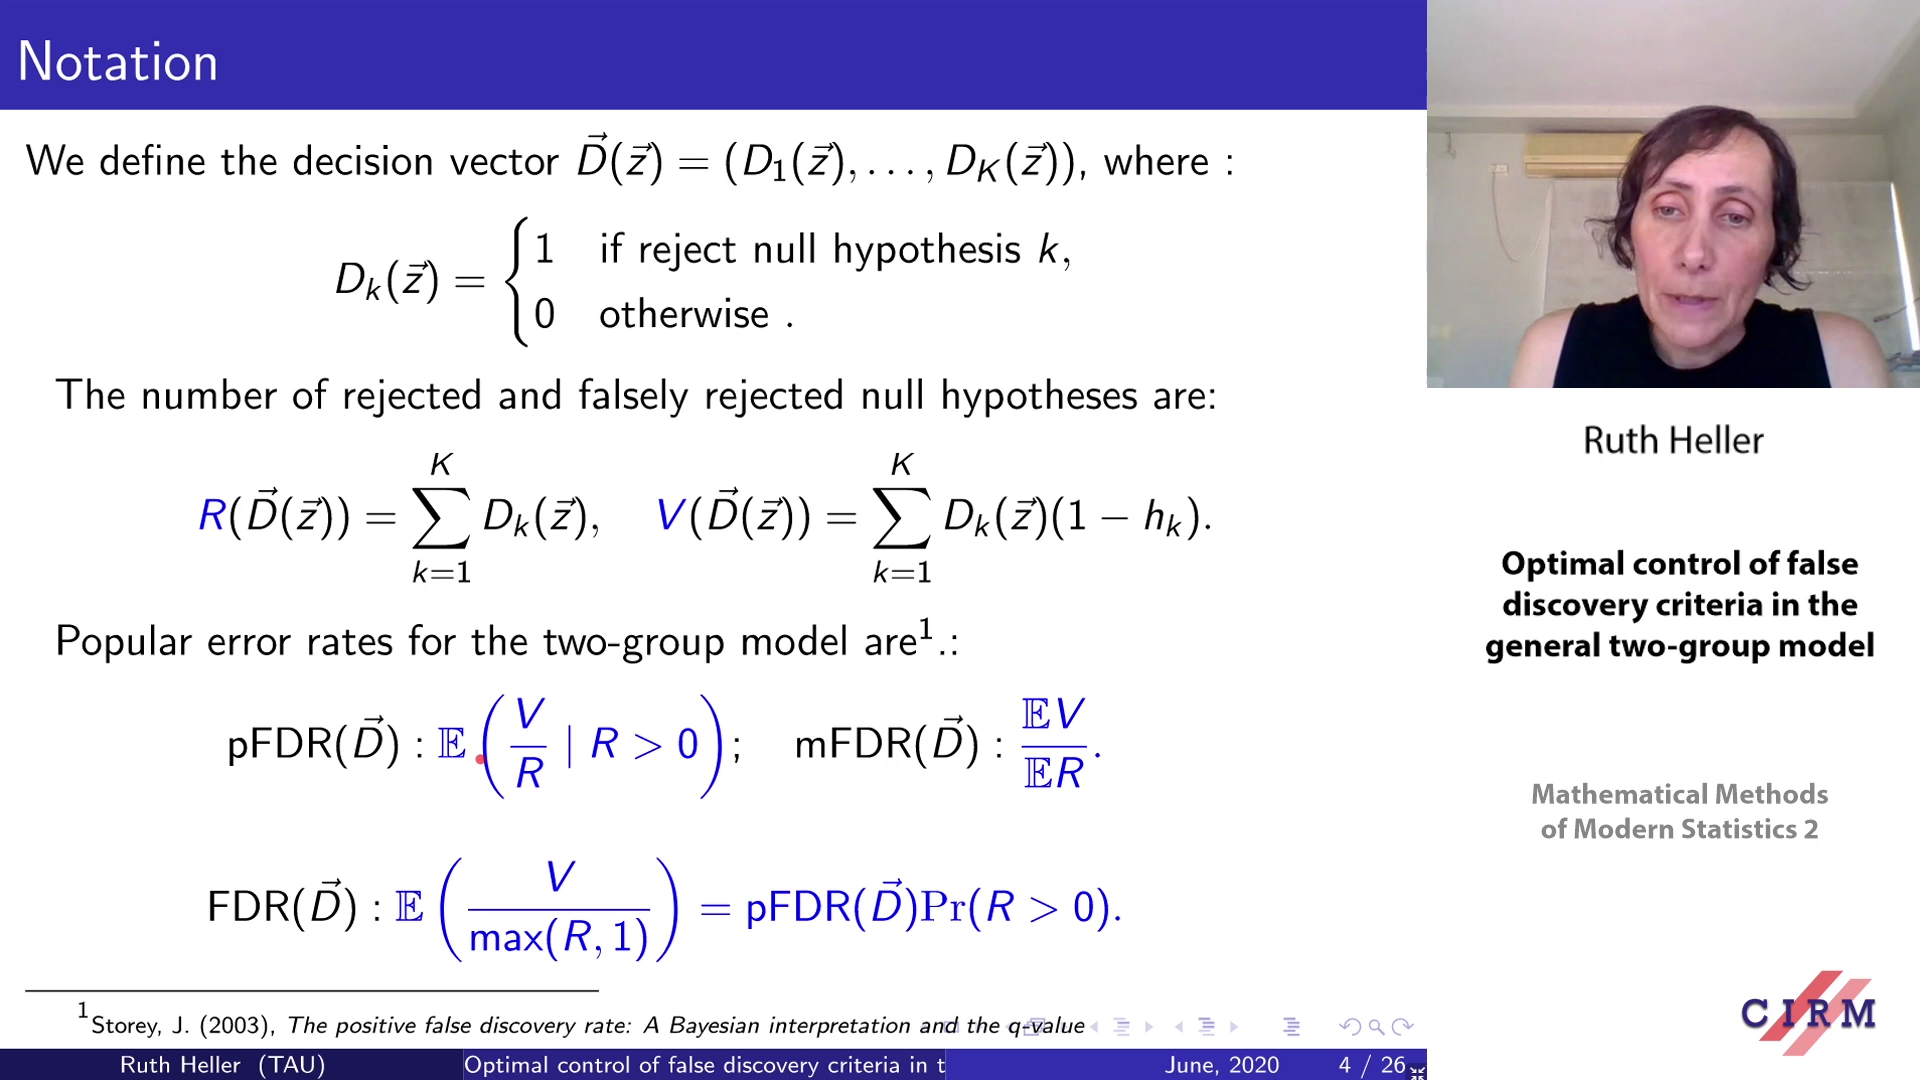 Notation
We define the decision vector D⃗(z⃗) = (D₁(z⃗), . . . , D_K(z⃗)), where :
D_k(z⃗) = { 1 if reject null hypothesis k,
0 otherwise .
The number of rejected and falsely rejected null hypotheses are:
R(D⃗(z⃗)) = ∑_{k=1}^{K} D_k(z⃗), V(D⃗(z⃗)) = ∑_{k=1}^{K} D_k(z⃗)(1 − h_k).
Popular error rates for the two-group model are¹.:
pFDR(D⃗) : 𝔼 ( V/R | R > 0 ) ; mFDR(D⃗) : 𝔼V/𝔼R .
FDR(D⃗) : 𝔼 ( V/max(R, 1) ) = pFDR(D⃗)Pr(R > 0).
¹Storey, J. (2003), The positive false discovery rate: A Bayesian interpretation and the q-value
Ruth Heller (TAU) Optimal control of false discovery criteria in t June, 2020 4 / 26
Ruth Heller
Optimal control of false
discovery criteria in the
general two-group model
Mathematical Methods
of Modern Statistics 2
CIRM